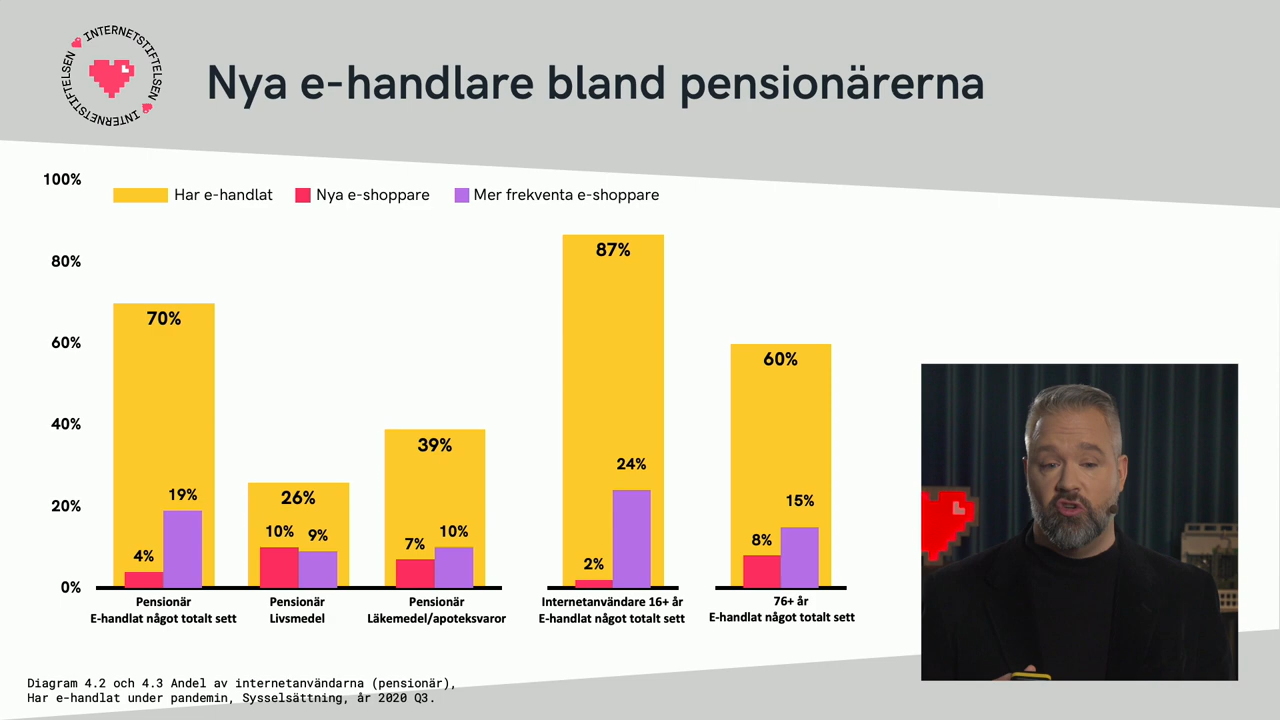 INTERNETSTIFTELSEN
INTERNETSTIFTELSEN
Nya e-handlare bland pensionärerna
100%
80%
60%
40%
20%
0%
Har e-handlat
Nya e-shoppare
Mer frekventa e-shoppare
70%
4%
19%
26%
10%
9%
39%
7%
10%
87%
2%
24%
60%
8%
15%
Pensionär
E-handlat något totalt sett
Pensionär
Livsmedel
Pensionär
Läkemedel/apoteksvaror
Internetanvändare 16+ år
E-handlat något totalt sett
76+ år
E-handlat något totalt sett
Diagram 4.2 och 4.3 Andel av internetanvändarna (pensionär),
Har e-handlat under pandemin, Sysselsättning, år 2020 Q3.